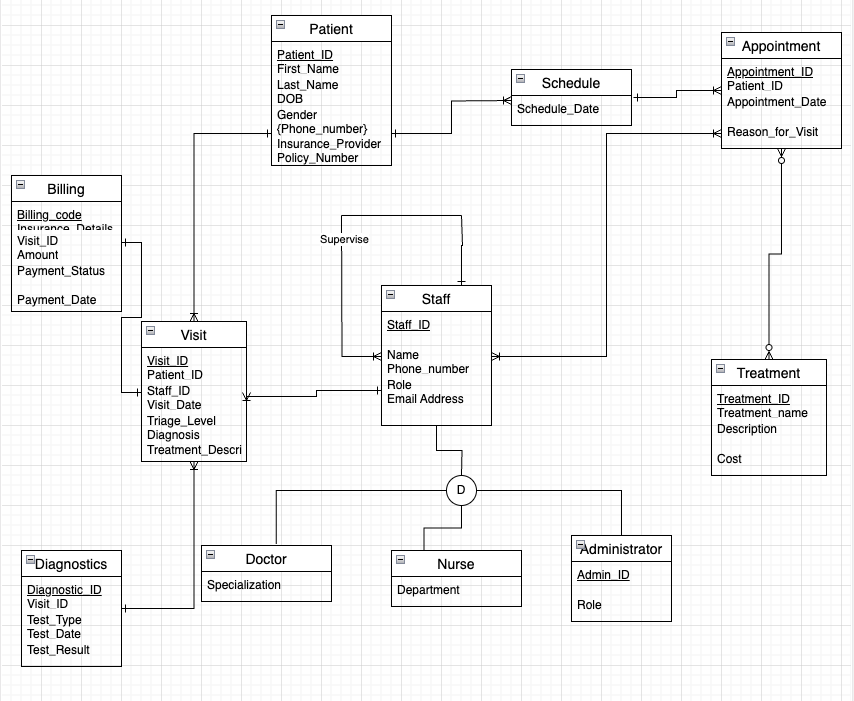 Patient
Patient_ID
First_Name
Last_Name
DOB
Gender
{Phone_number}
Insurance_Provider
Policy_Number
Schedule
Schedule_Date
Appointment
Appointment_ID
Patient_ID
Appointment_Date
Reason_for_Visit
Billing
Billing_code
Insurance_Details
Visit_ID
Amount
Payment_Status
Payment_Date
Supervise
Staff
Staff_ID
Name
Phone_number
Role
Email Address
Visit
Visit_ID
Patient_ID
Staff_ID
Visit_Date
Triage_Level
Diagnosis
Treatment_Descri
Treatment
Treatment_ID
Treatment_name
Description
Cost
D
Diagnostics
Diagnostic_ID
Visit_ID
Test_Type
Test_Date
Test_Result
Doctor
Specialization
Nurse
Department
Administrator
Admin_ID
Role